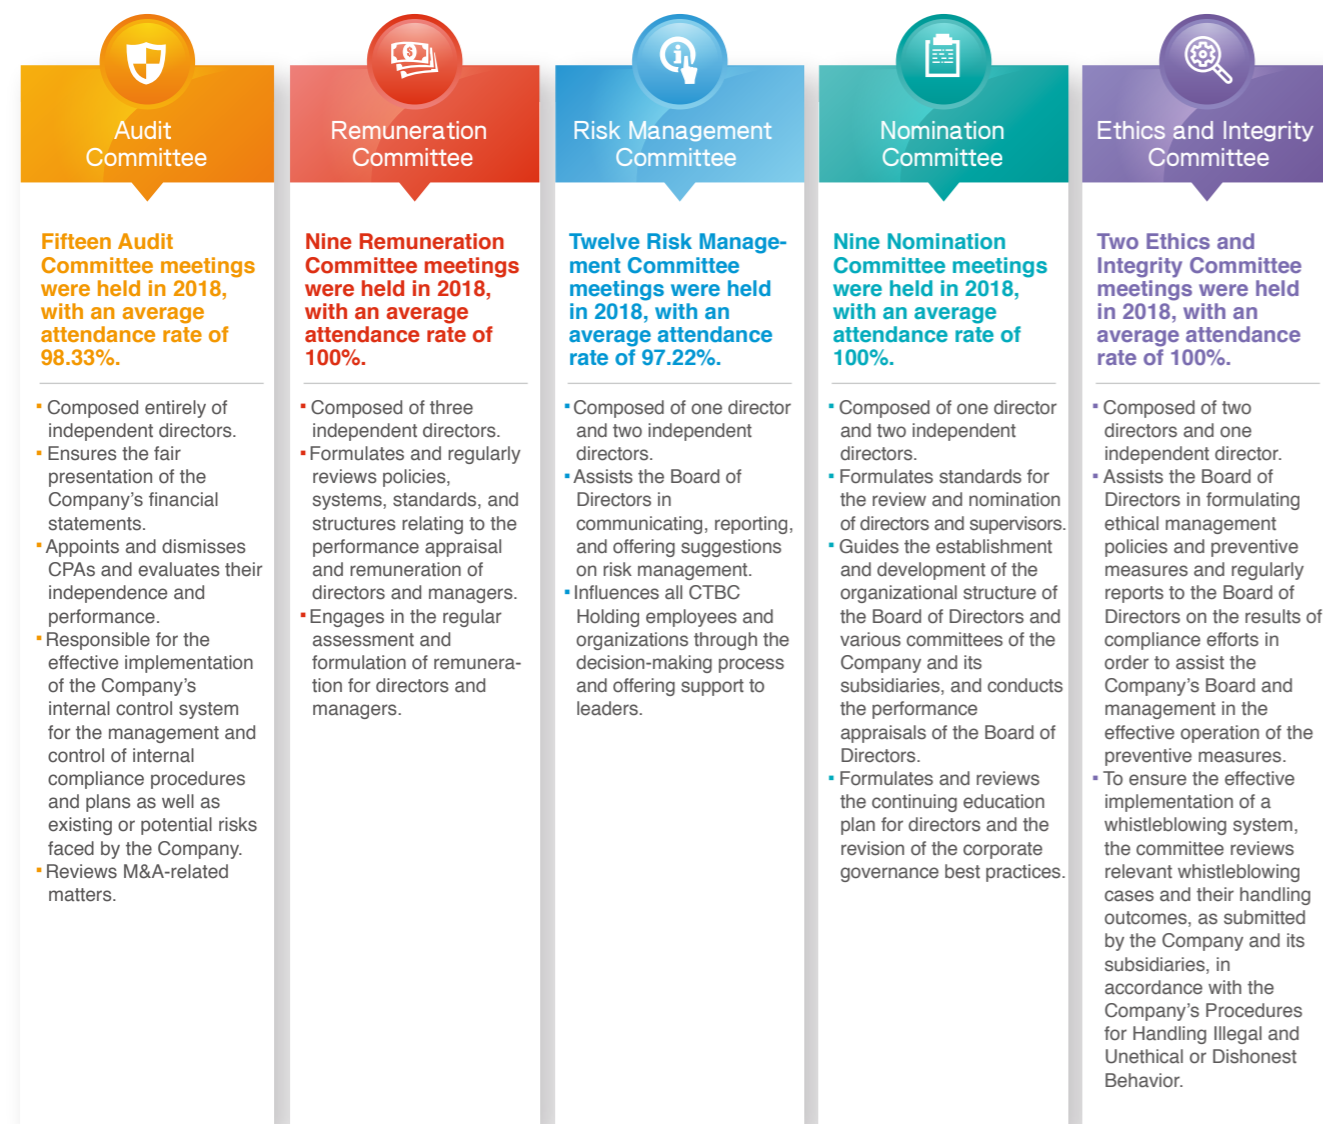 Audit
Committee
Fifteen Audit
Committee meetings
were held in 2018,
with an average
attendance rate of
98.33%.
Composed entirely of
independent directors.
Ensures the fair
presentation of the
Company's financial
statements.
Appoints and dismisses
CPAs and evaluates their
independence and
performance.
Responsible for the
effective implementation
of the Company's
internal control system
for the management and
control of internal
compliance procedures
and plans as well as
existing or potential risks
faced by the Company.
Reviews M&A-related
matters.
Remuneration
Committee
Nine Remuneration
Committee meetings
were held in 2018,
with an average
attendance rate of
100%.
Composed of three
independent directors.
Formulates and regularly
reviews policies,
systems, standards, and
structures relating to the
performance appraisal
and remuneration of
directors and managers.
Engages in the regular
assessment and
formulation of remunera-
tion for directors and
managers.
Risk Management
Committee
Twelve Risk Manage-
ment Committee
meetings were held
in 2018, with an
average attendance
rate of 97.22%.
Composed of one director
and two independent
directors.
Assists the Board of
Directors in
communicating, reporting,
and offering suggestions
on risk management.
Influences all CTBC
Holding employees and
organizations through the
decision-making process
and offering support to
leaders.
Nomination
Committee
Nine Nomination
Committee meetings
were held in 2018,
with an average
attendance rate of
100%.
Composed of one director
and two independent
directors.
Formulates standards for
the review and nomination
of directors and supervisors.
Guides the establishment
and development of the
organizational structure of
the Board of Directors and
various committees of the
Company and its
subsidiaries, and conducts
the performance
appraisals of the Board of
Directors.
Formulates and reviews
the continuing education
plan for directors and the
revision of the corporate
governance best practices.
Ethics and Integrity
Committee
Two Ethics and
Integrity Committee
meetings were held
in 2018, with an
average attendance
rate of 100%.
Composed of two
directors and one
independent director.
Assists the Board of
Directors in formulating
ethical management
policies and preventive
measures and regularly
reports to the Board of
Directors on the results of
compliance efforts in
order to assist the
Company's Board and
management in the
effective operation of the
preventive measures.
To ensure the effective
implementation of a
whistleblowing system,
the committee reviews
relevant whistleblowing
cases and their handling
outcomes, as submitted
by the Company and its
subsidiaries, in
accordance with the
Company's Procedures
for Handling Illegal and
Unethical or Dishonest
Behavior.